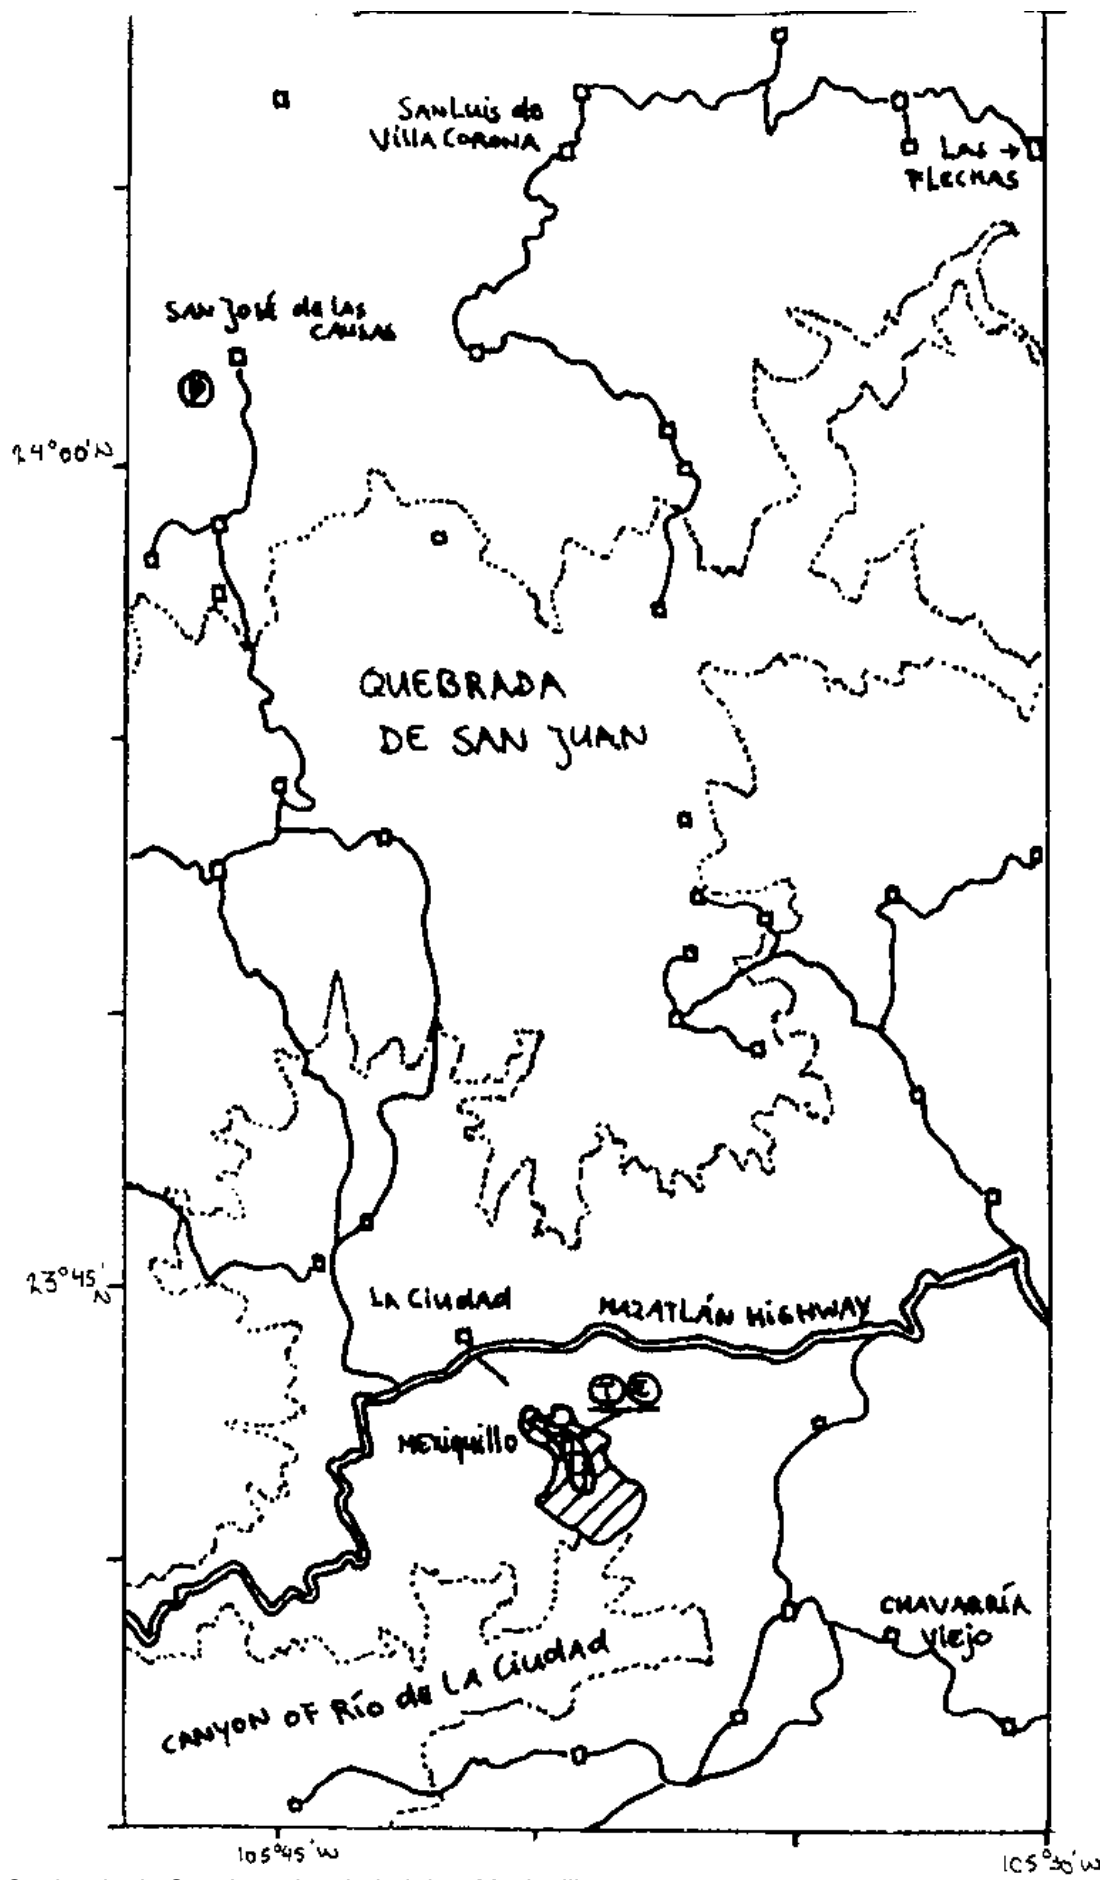 SAN LUIS de
VILLA CORONA
LAS →
FLECHAS
SAN JOSÉ de LAS
CAUSAS
P
24°00'N
QUEBRADA
DE SAN JUAN
23°45'
N
LA CIUDAD
MAZATLÁN HIGHWAY
T E
MEXIQUILLO
CHAVARRÍA
VIEJO
CANYON OF RÍO de LA CIUDAD
105°45'W
105°30'W